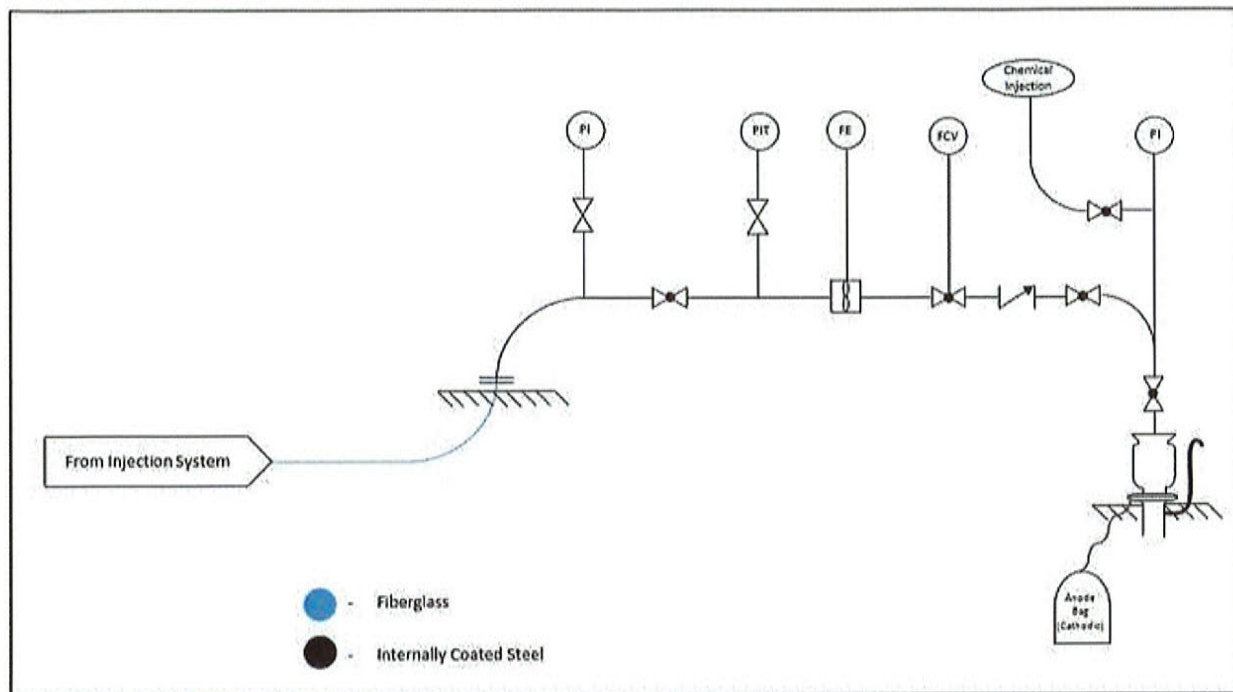 Chemical
Injection
PI
PIT
FE
FCV
PI
From Injection System
Anode
Bag
(Cathodic)
- Fiberglass
- Internally Coated Steel